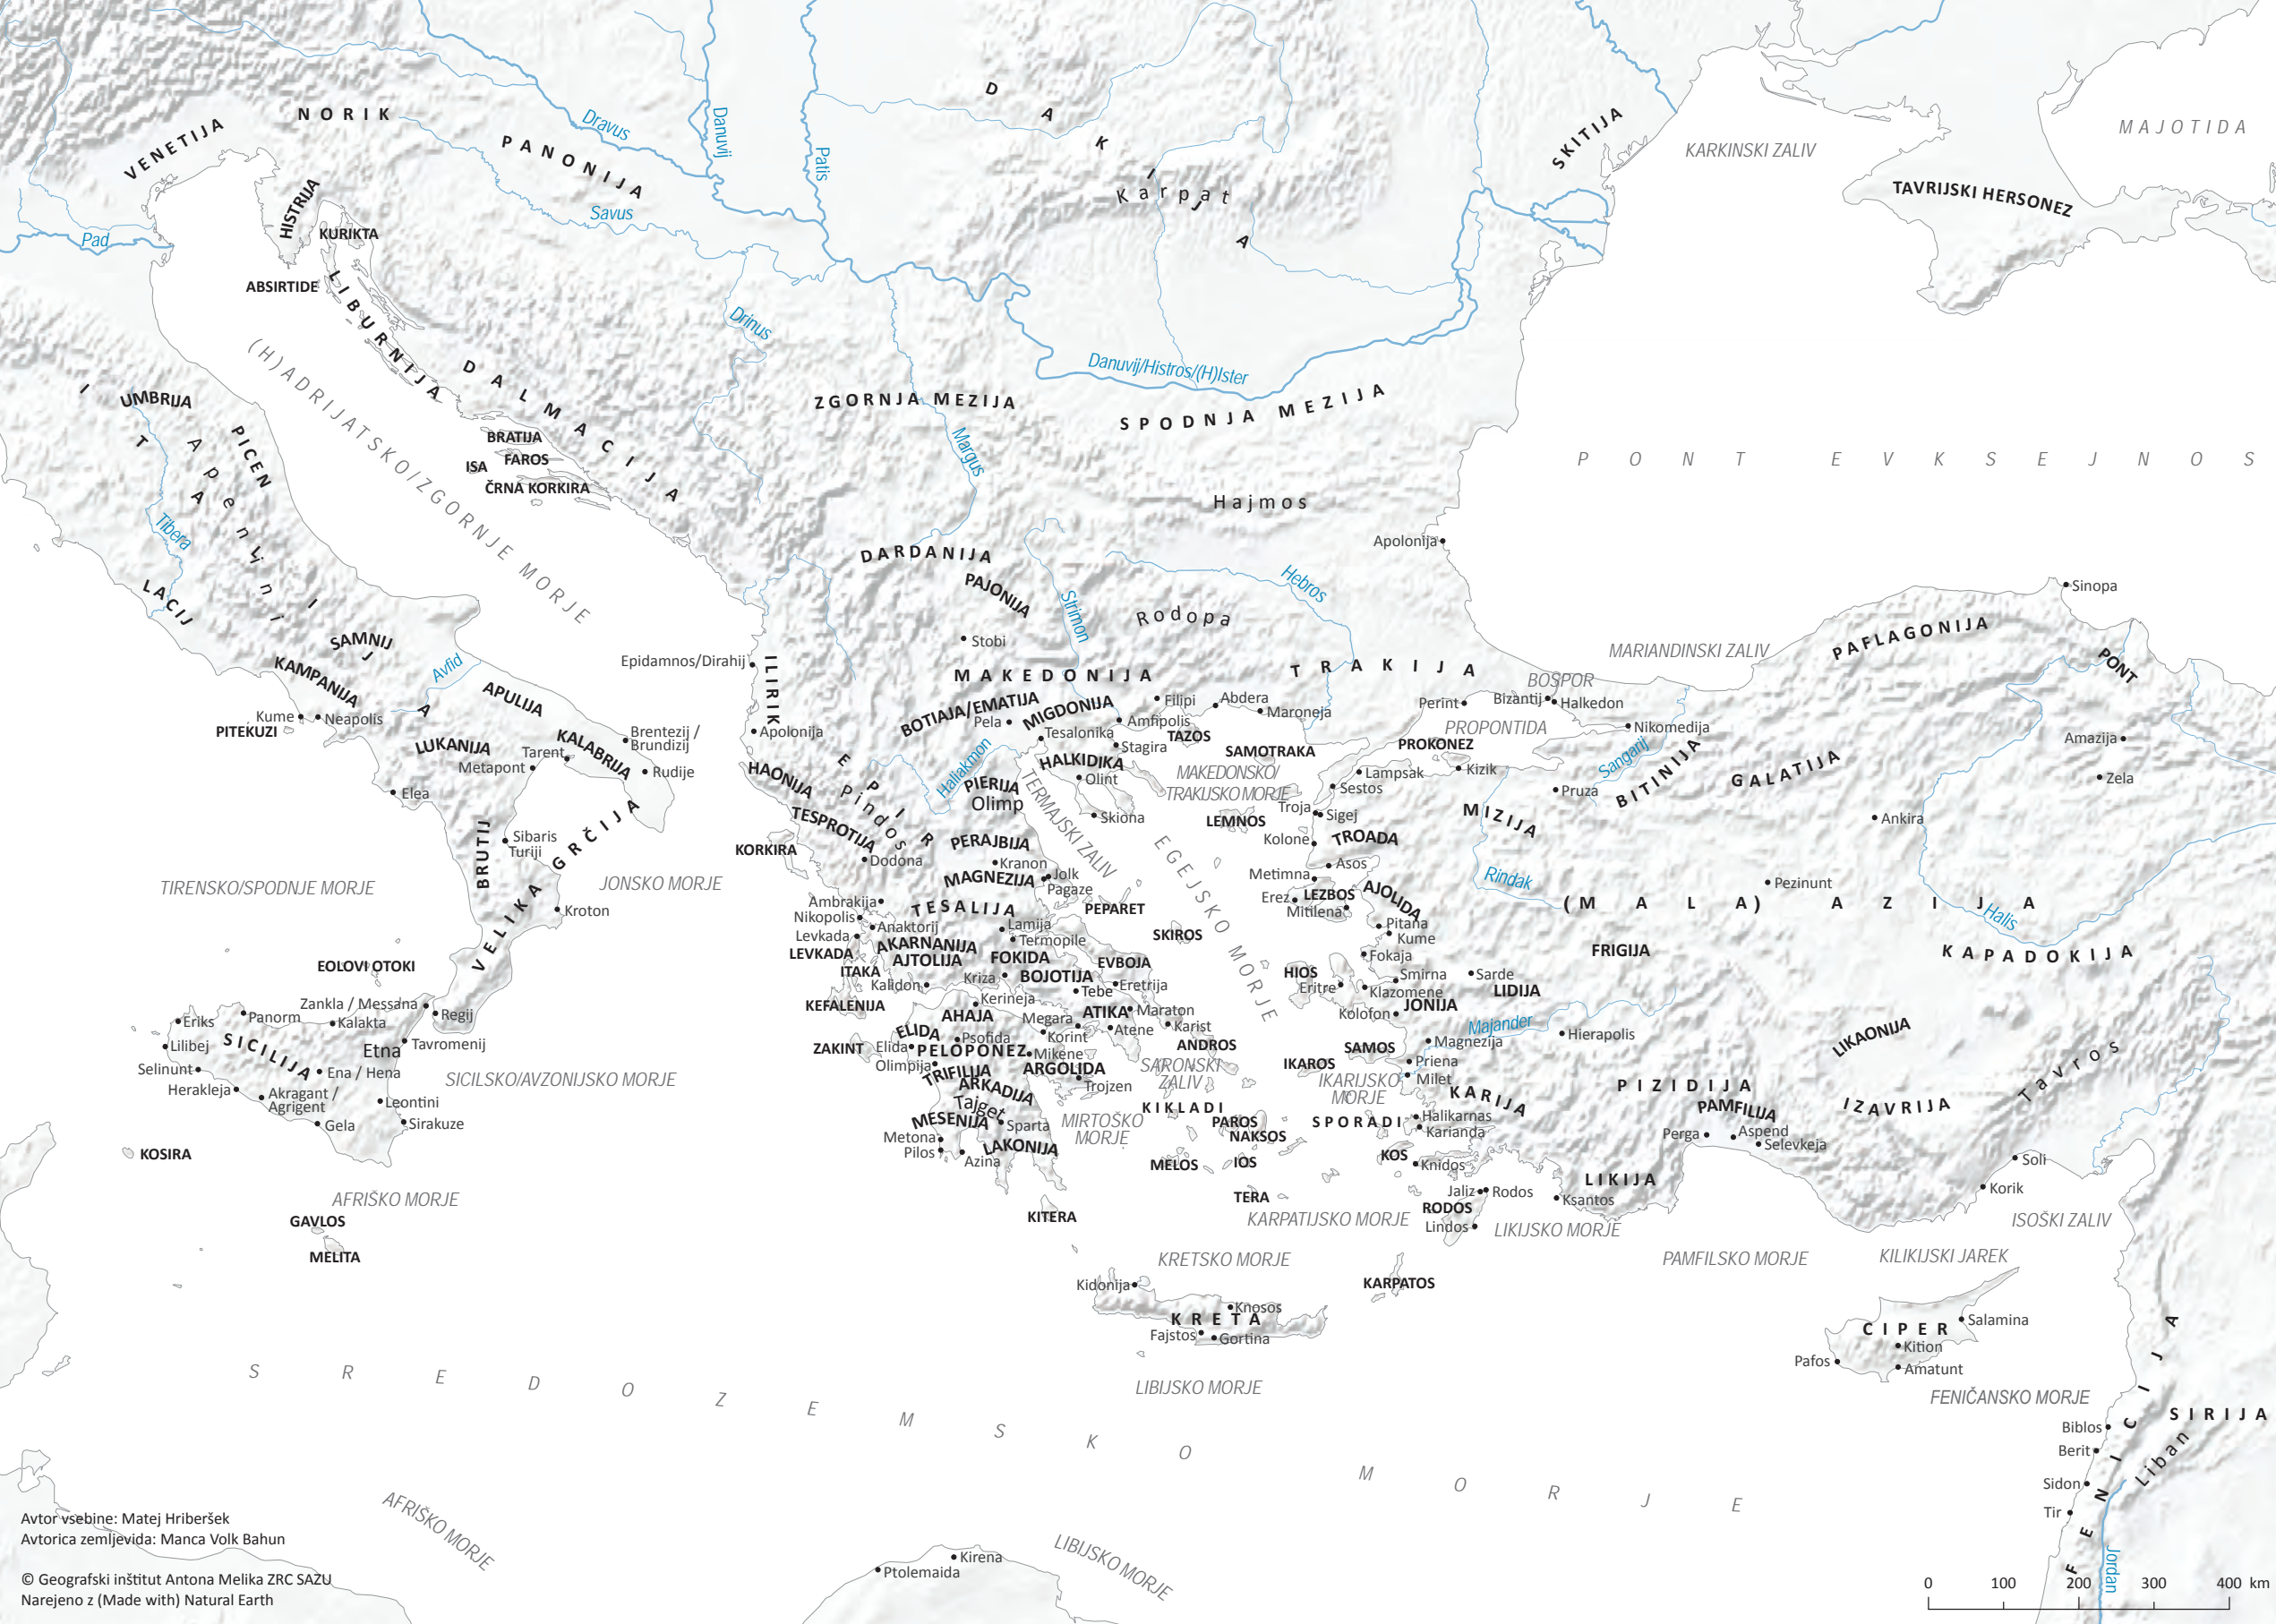 NORIK
VENETIJA
PANONIJA
Dravus
Danuvij
Patis
DAKIJA
Karpat
SKITIJA
KARKINSKI ZALIV
MAJOTIDA
TAVRIJSKI HERSONEZ
HISTRIJA
KURIKTA
Savus
Pad
ABSIRTIDE
LIBURNIJA
Drinus
(H)ADRIJATSKO/ZGORNJE MORJE
DALMACIJA
Danuvij/Histros/(H)Ister
ZGORNJA MEZIJA
SPODNJA MEZIJA
ITALIJA
UMBRIJA
PICEN
Apenini
BRATIJA
FAROS
ISA
ČRNA KORKIRA
Margus
PONT EVKSEJNOS
Hajmos
Tibera
Apolonija
DARDANIJA
PAJONIJA
Strimon
Hebros
Rodopa
Sinopa
LACIJ
SAMNIJ
Stobi
PAFLAGONIJA
MARIANDINSKI ZALIV
PONT
KAMPANIJA
Avfid
Epidamnos/Dirahij
ILIRIK
MAKEDONIJA
TRAKIJA
BOSPOR
APULIJA
Kume
Neapolis
PITEKUZI
BOTIAJA/EMATIJA
Pela
MIGDONIJA
Filipi
Abdera
Maroneja
Amfipolis
Perint
Bizantij
Halkedon
PROPONTIDA
Nikomedija
LUKANIJA
KALABRIJA
Brentezij /
Brundizij
Tarent
Metapont
Rudije
Apolonija
Tesalonika
Stagira
TAZOS
SAMOTRAKA
PROKONEZ
Sangarij
BITINIJA
GALATIJA
Amazija
Zela
HAONIJA
EPIR
Pindos
Haliakmon
PIERIJA
Olimp
HALKIDIKA
Olint
MAKEDONSKO/
TRAKIJSKO MORJE
Lampsak
Sestos
Kizik
Pruza
Elea
BRUTIJ
VELIKA GRČIJA
Sibaris
Turiji
TESPROTIJA
TERMAJSKI ZALIV
Skiona
LEMNOS
Troja
Sigej
MIZIJA
Ankira
KORKIRA
Dodona
PERAJBIJA
EGEJSKO MORJE
Kolone
TROADA
TIRENSKO/SPODNJE MORJE
JONSKO MORJE
Kranon
MAGNEZIJA
Jolk
Pagaze
Asos
Metimna
Rindak
Pezinunt
Kroton
Ambrakija
Nikopolis
TESALIJA
PEPARET
Erez
LEZBOS
Mitilena
AJOLIDA
(MALA) AZIJA
Halis
Anaktorij
Levkada
Lamija
Termopile
SKIROS
Pitana
Kume
LEVKADA
AKARNANIJA
AJTOLIJA
FOKIDA
EVBOJA
Fokaja
FRIGIJA
KAPADOKIJA
EOLOVI OTOKI
ITAKA
Kriza
BOJOTIJA
HIOS
Smirna
Sarde
Kalidon
Tebe
Eretrija
Eritre
Klazomene
LIDIJA
Zankla / Messana
KEFALENIJA
Kerineja
JONIJA
Eriks
Panorm
Kalakta
Regij
AHAJA
Megara
ATIKA
Maraton
Kolofon
Majander
ELIDA
Psofida
Korint
Atene
Karist
Hierapolis
Lilibej
SICILIJA
Etna
Tavromenij
ZAKINT
Elida
PELOPONEZ
Mikene
ANDROS
SAMOS
Magnezija
LIKAONIJA
Selinunt
Ena / Hena
SICILSKO/AVZONIJSKO MORJE
Olimpija
TRIFILIJA
ARGOLIDA
SARONSKI
ZALIV
IKAROS
Priena
Milet
Tavros
Herakleja
Akragant /
Agrigent
Leontini
ARKADIJA
Trojzen
IKARIJSKO
MORJE
KARIJA
PIZIDIJA
Gela
Sirakuze
Tajget
MESENIJA
Sparta
MIRTOŠKO
MORJE
KIKLADI
PAROS
NAKSOS
SPORADI
Halikarnas
Karianda
PAMFILIJA
IZAVRIJA
KOSIRA
Metona
Pilos
Azina
LAKONIJA
MELOS
IOS
KOS
Knidos
Perga
Aspend
Selevkeja
Soli
AFRIŠKO MORJE
TERA
Jaliz
Rodos
LIKIJA
Ksantos
Korik
GAVLOS
MELITA
KITERA
KARPATIJSKO MORJE
RODOS
Lindos
LIKIJSKO MORJE
ISOŠKI ZALIV
KRETSKO MORJE
PAMFILSKO MORJE
KILIKIJSKI JAREK
Kidonija
KARPATOS
Knosos
KRETA
Fajstos
Gortina
CIPER
Salamina
Kition
Pafos
Amatunt
SREDOZEMSKO MORJE
LIBIJSKO MORJE
FENIČANSKO MORJE
FENICIJA
SIRIJA
Biblos
Berit
Liban
Sidon
Tir
Jordan
AFRIŠKO MORJE
LIBIJSKO MORJE
Kirena
Ptolemaida
Avtor vsebine: Matej Hriberšek
Avtorica zemljevida: Manca Volk Bahun
© Geografski inštitut Antona Melika ZRC SAZU
Narejeno z (Made with) Natural Earth
0 100 200 300 400 km